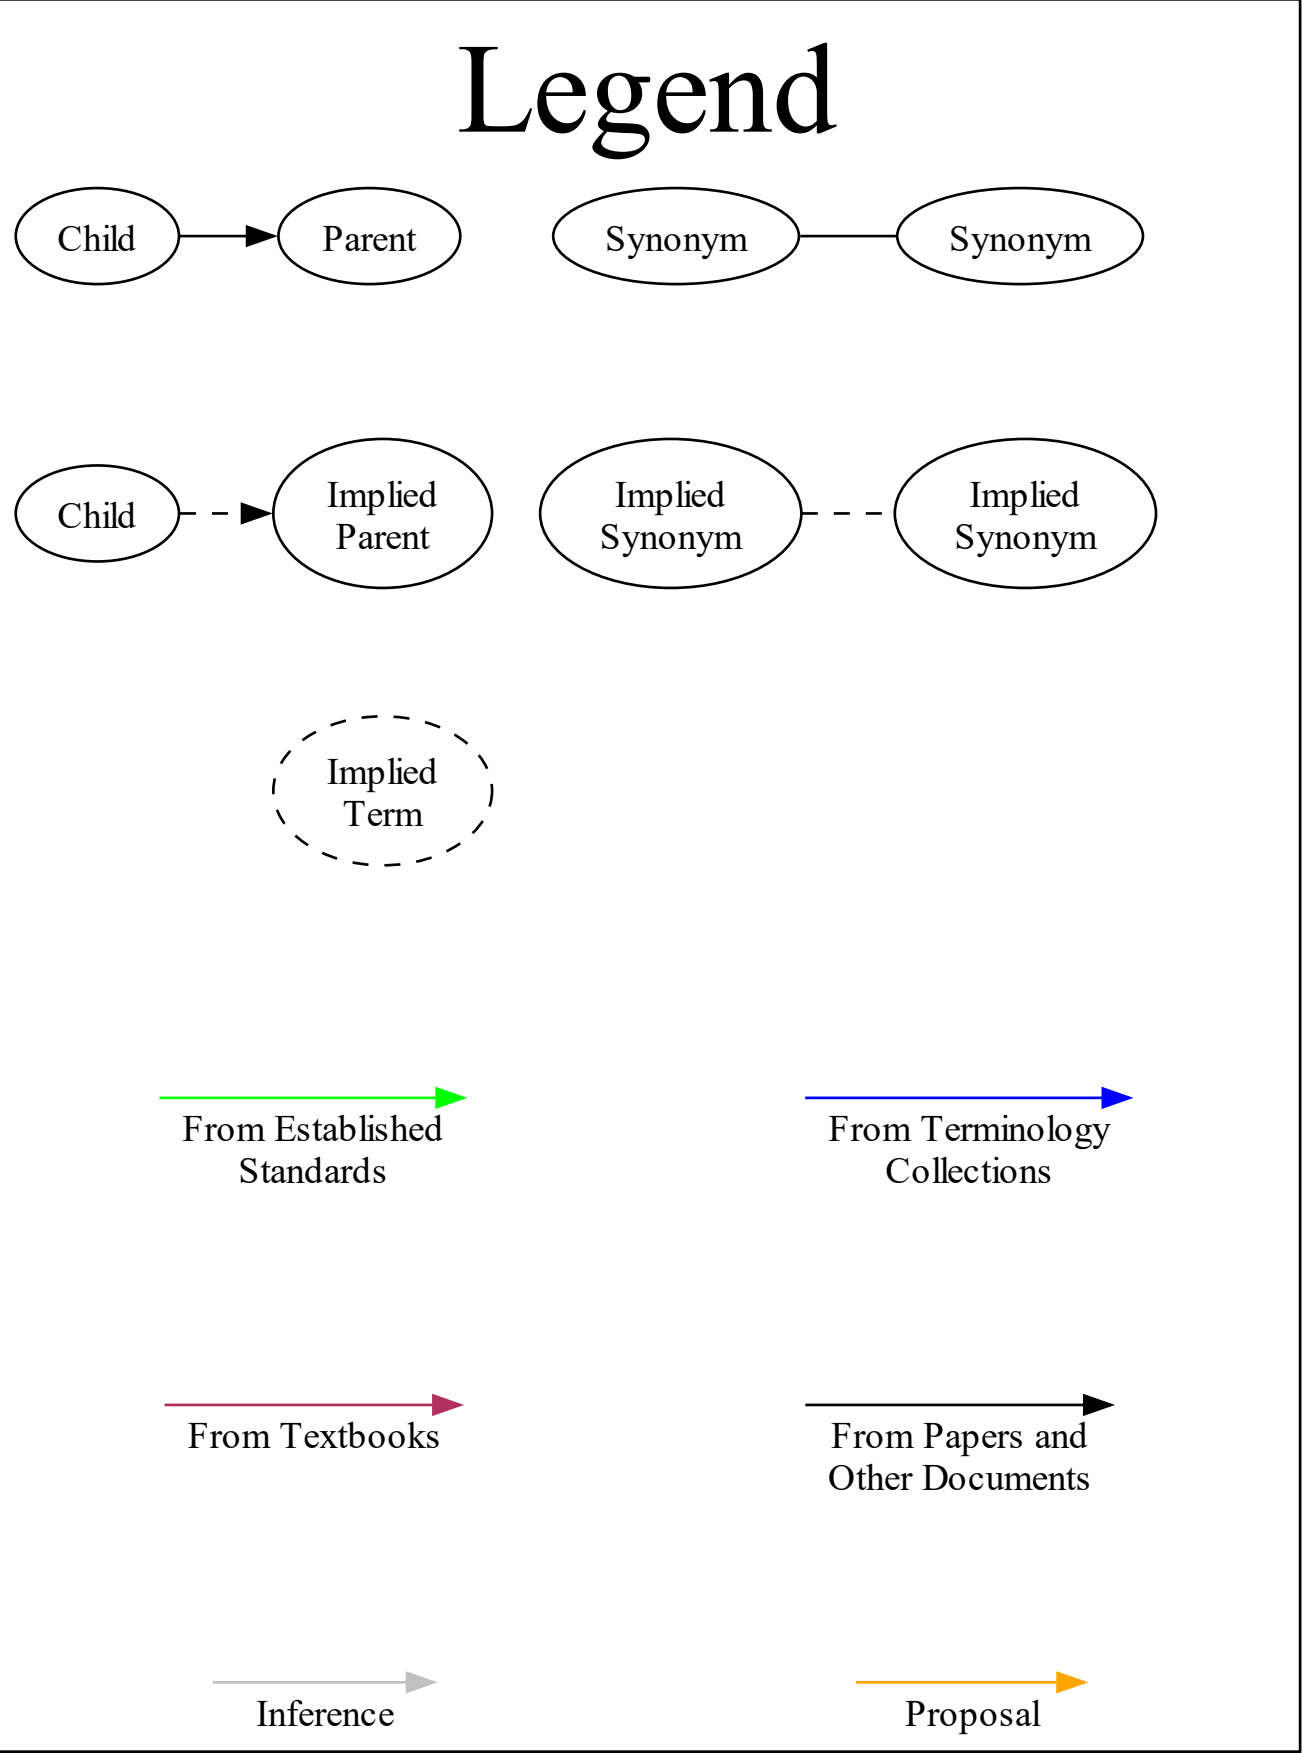 Legend
Child
Parent
Synonym
Synonym
Child
Implied
Parent
Implied
Synonym
Implied
Synonym
Implied
Term
From Established
Standards
From Terminology
Collections
From Textbooks
From Papers and
Other Documents
Inference
Proposal